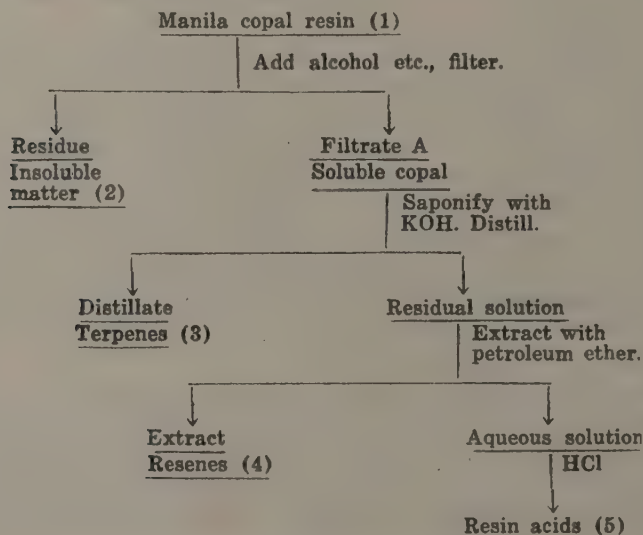 Manila copal resin (1)
Add alcohol etc., filter.
Residue
Insoluble
matter (2)
Filtrate A
Soluble copal
Saponify with
KOH. Distill.
Distillate
Terpenes (3)
Residual solution
Extract with
petroleum ether.
Extract
Resenes (4)
Aqueous solution
HCl
Resin acids (5)